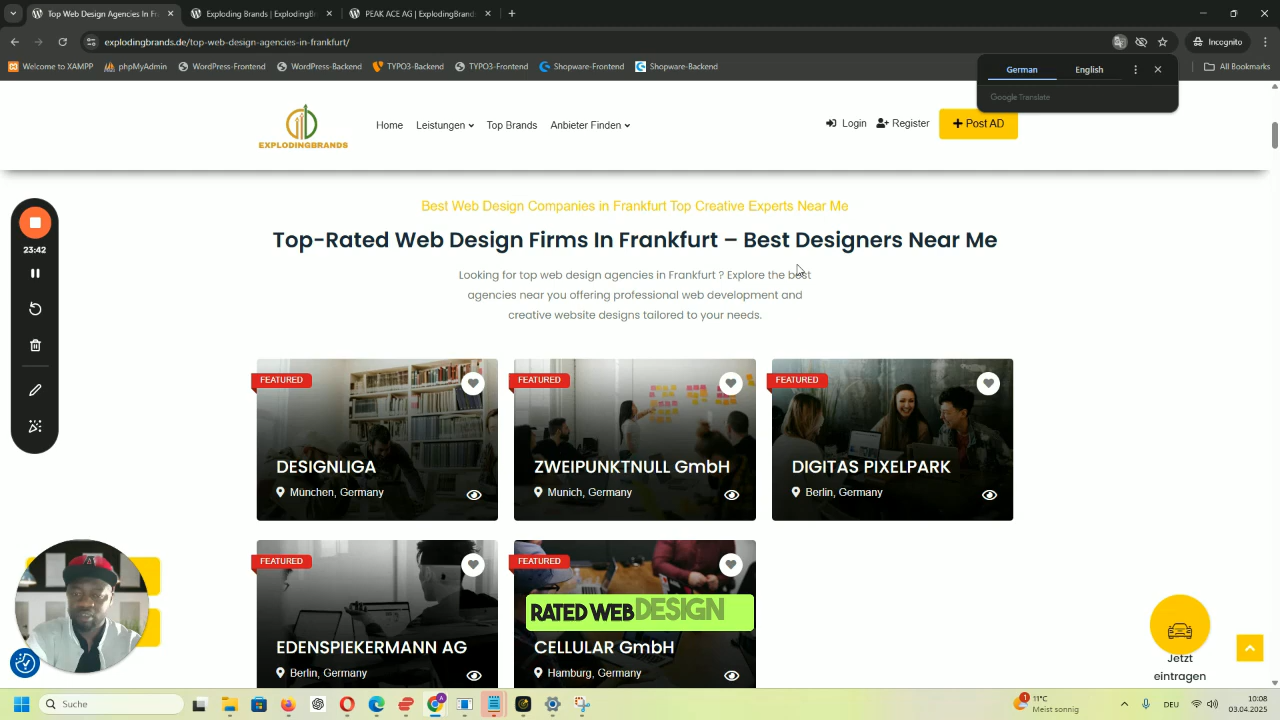 Top Web Design Agencies In Fra
Exploding Brands | ExplodingBr
PEAK ACE AG | ExplodingBrand
explodingbrands.de/top-web-design-agencies-in-frankfurt/
Incognito
Welcome to XAMPP
phpMyAdmin
WordPress-Frontend
WordPress-Backend
TYPO3-Backend
TYPO3-Frontend
Shopware-Frontend
Shopware-Backend
All Bookmarks
German
English
Google Translate
EXPLODINGBRANDS
Home
Leistungen
Top Brands
Anbieter Finden
Login
Register
+ Post AD
Best Web Design Companies in Frankfurt Top Creative Experts Near Me
Top-Rated Web Design Firms In Frankfurt – Best Designers Near Me
Looking for top web design agencies in Frankfurt ? Explore the best
agencies near you offering professional web development and
creative website designs tailored to your needs.
23:42
FEATURED
DESIGNLIGA
München, Germany
FEATURED
ZWEIPUNKTNULL GmbH
Munich, Germany
FEATURED
DIGITAS PIXELPARK
Berlin, Germany
FEATURED
EDENSPIEKERMANN AG
Berlin, Germany
FEATURED
RATED WEB DESIGN
CELLULAR GmbH
Hamburg, Germany
Jetzt
eintragen
Suche
1
11°C
Meist sonnig
DEU
10:08
03.04.2025